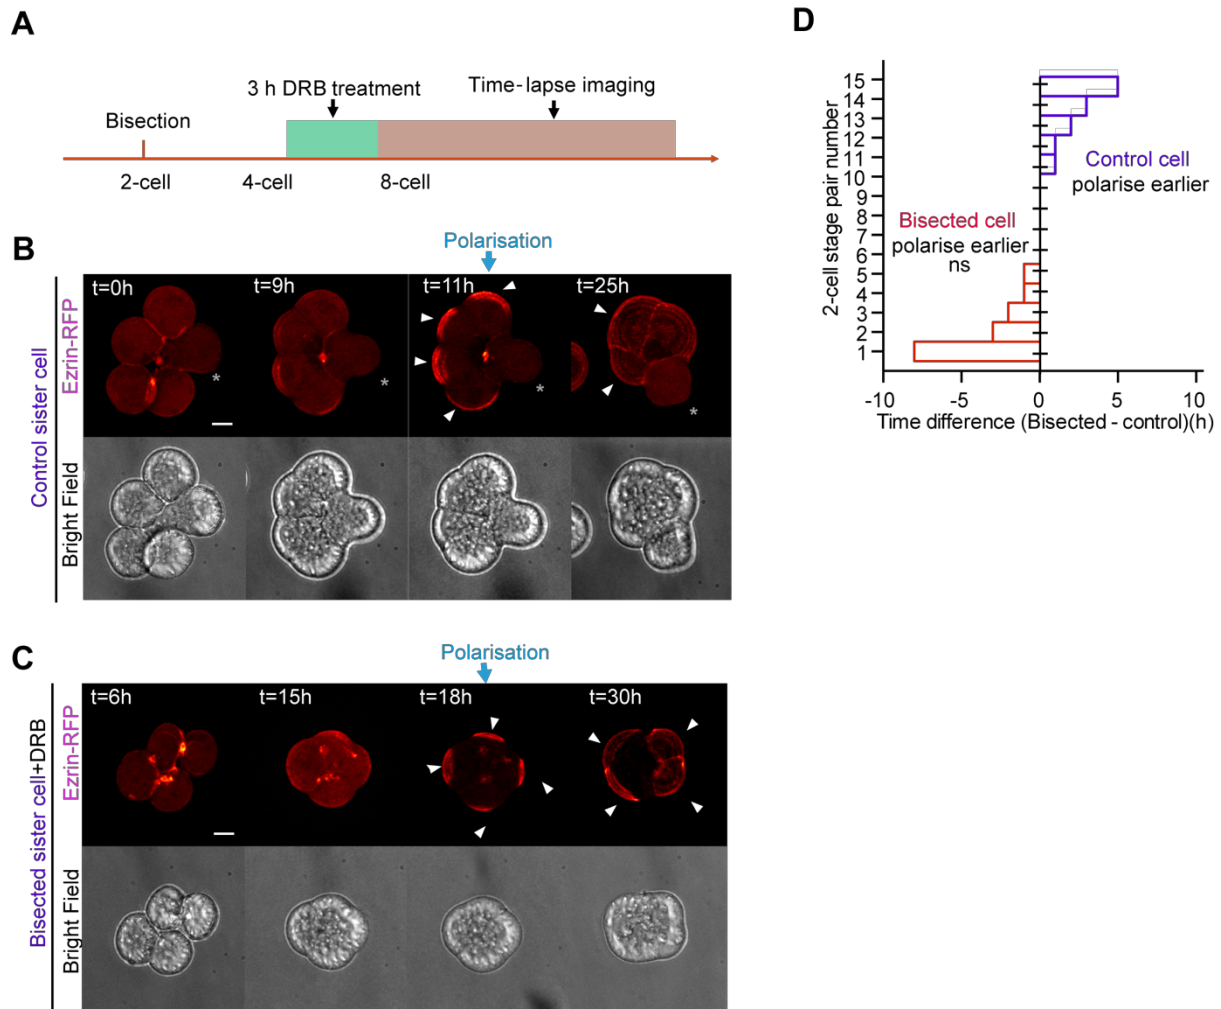 A
3 h DRB treatment
Time-lapse imaging
Bisection
2-cell
4-cell
8-cell
B
Polarisation
Control sister cell
Ezrin-RFP
Bright Field
t=0h
t=9h
t=11h
t=25h
*
*
*
*
C
Polarisation
Bisected sister cell+DRB
Ezrin-RFP
Bright Field
t=6h
t=15h
t=18h
t=30h
D
2-cell stage pair number
15
14
13
12
11
10
9
8
7
6
5
4
3
2
1
Control cell
polarise earlier
Bisected cell
polarise earlier
ns
-10
-5
0
5
10
Time difference (Bisected - control)(h)